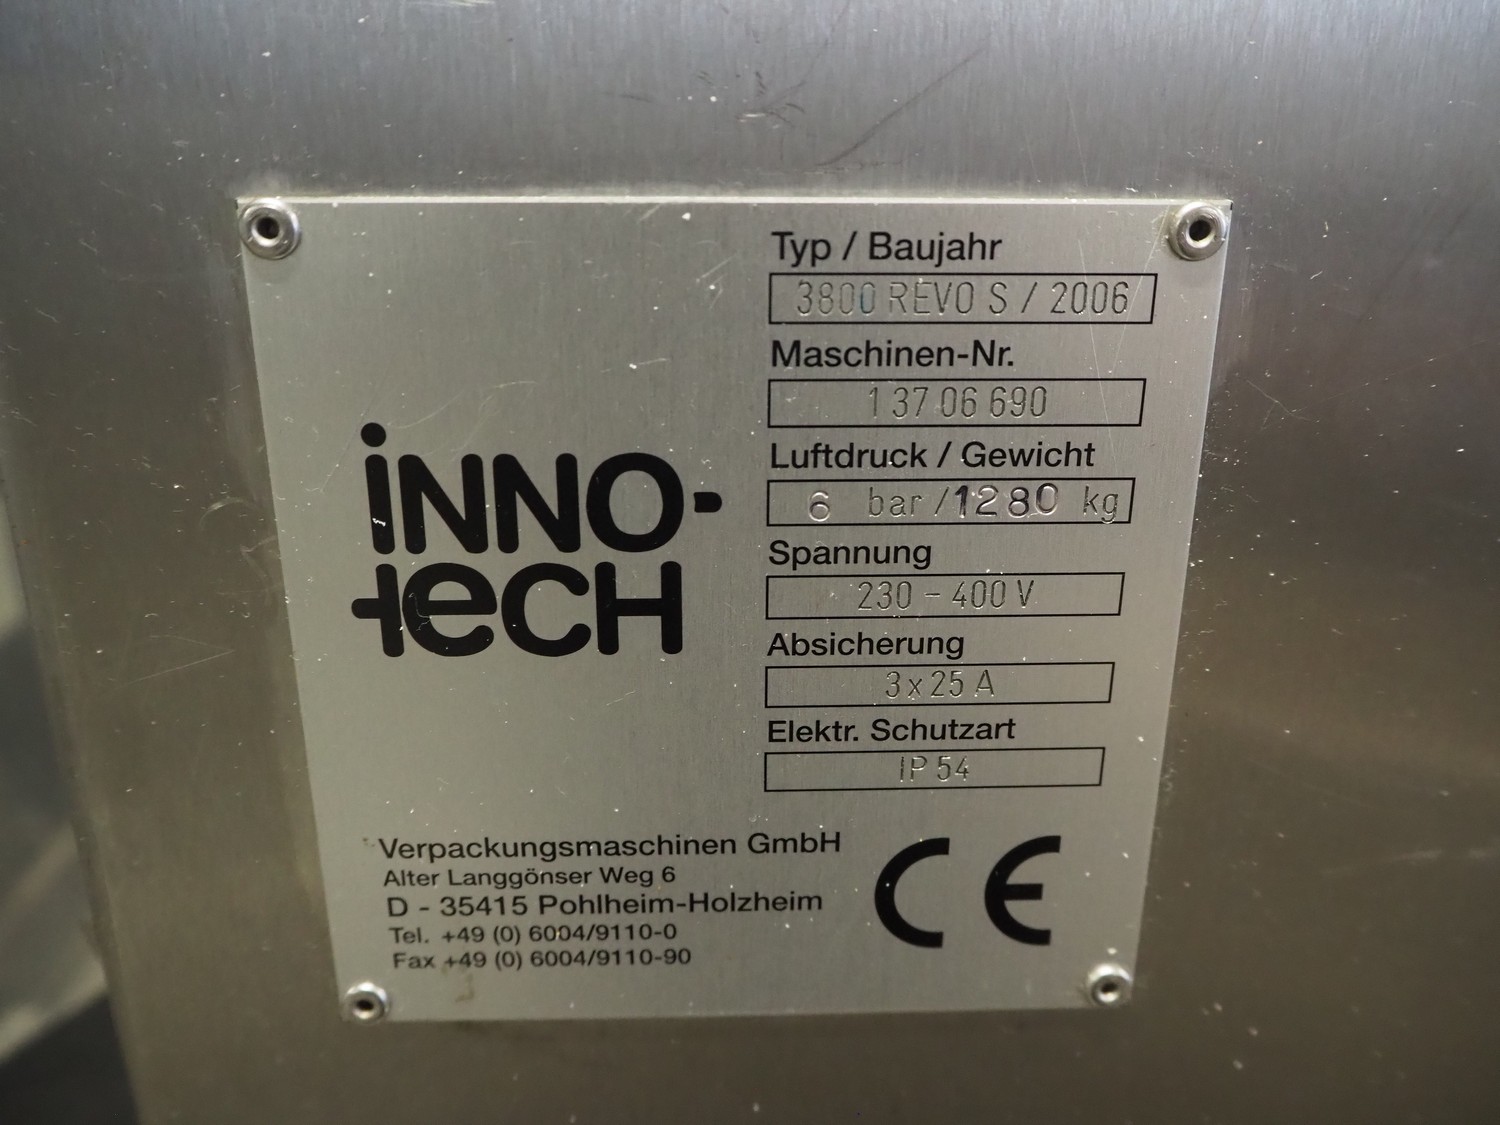 Typ / Baujahr
3800 REVO S / 2006
Maschinen-Nr.
1 37 06 690
Luftdruck / Gewicht
6 bar / 1280 kg
Spannung
230 - 400 V
Absicherung
3 x 25 A
Elektr. Schutzart
IP 54
iNNO-
tecH
Verpackungsmaschinen GmbH
Alter Langgönser Weg 6
D - 35415 Pohlheim-Holzheim
Tel. +49 (0) 6004/9110-0
Fax +49 (0) 6004/9110-90
CE